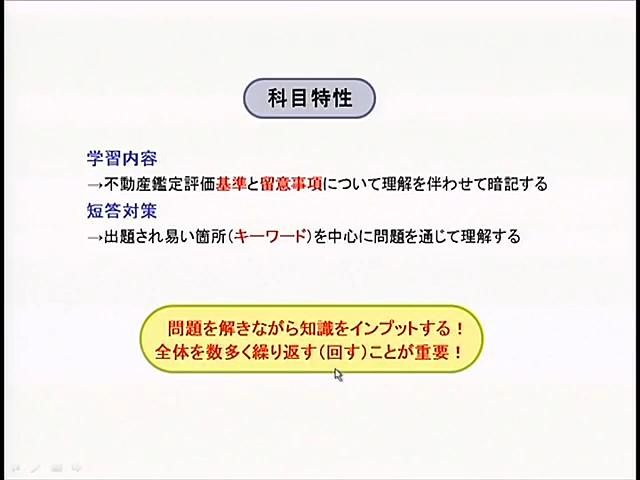 科目特性
学習内容
→不動産鑑定評価基準と留意事項について理解を伴わせて暗記する
短答対策
→出題され易い箇所（キーワード）を中心に問題を通じて理解する
問題を解きながら知識をインプットする！
全体を数多く繰り返す（回す）ことが重要！